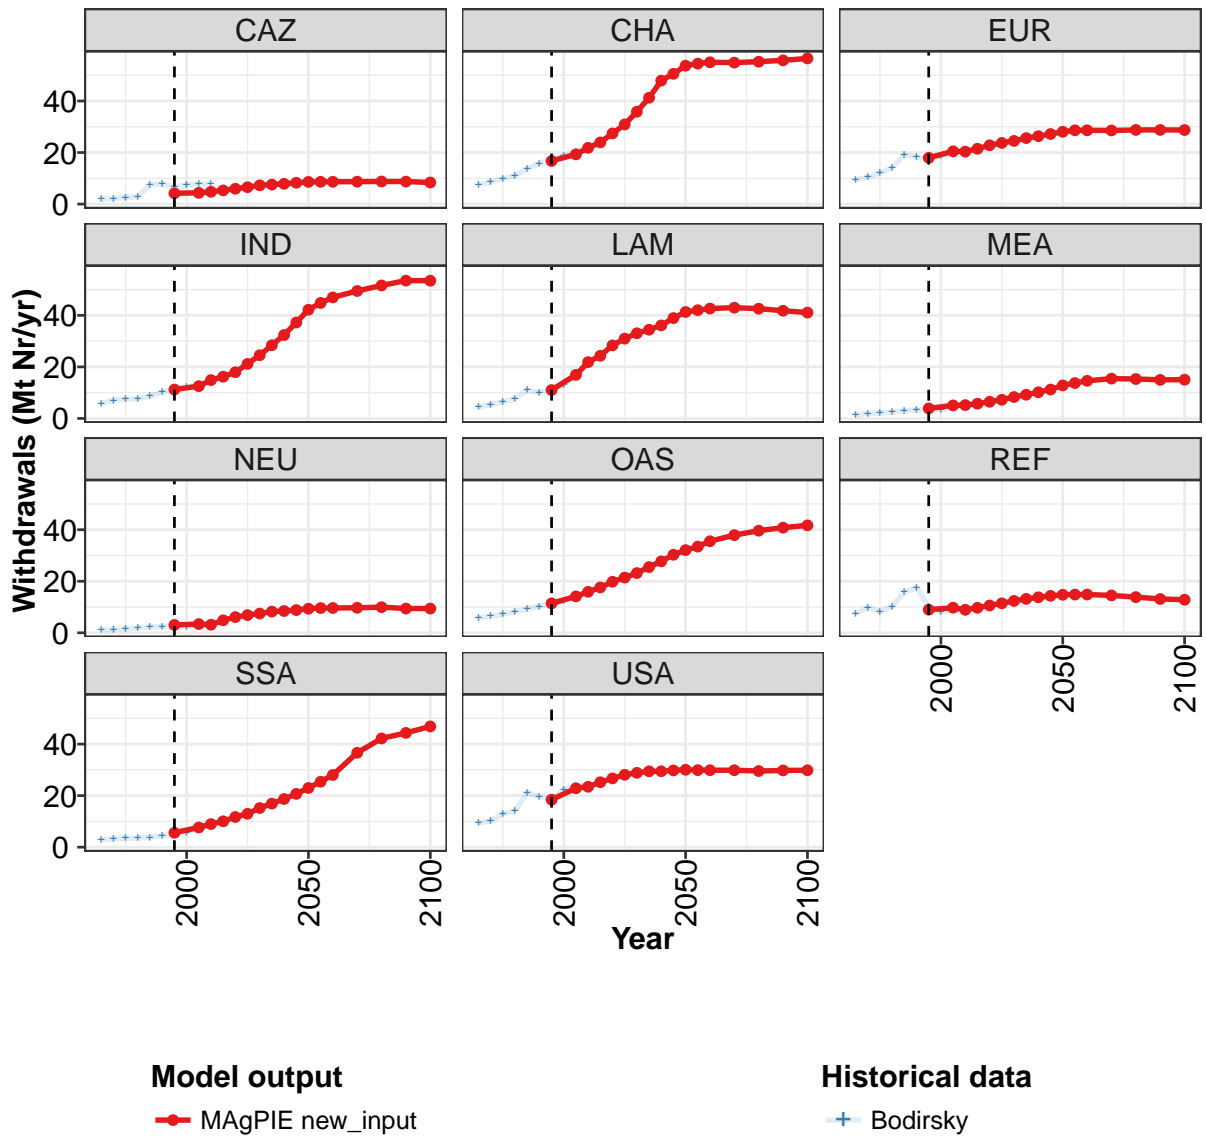 CAZ
CHA
EUR
40
20
0
IND
LAM
MEA
40
20
0
NEU
OAS
REF
40
20
0
SSA
USA
2000
2050
2100
40
20
0
2000
2050
2100
2000
2050
2100
Withdrawals (Mt Nr/yr)
Year
Model output
Historical data
MAgPIE new_input
Bodirsky